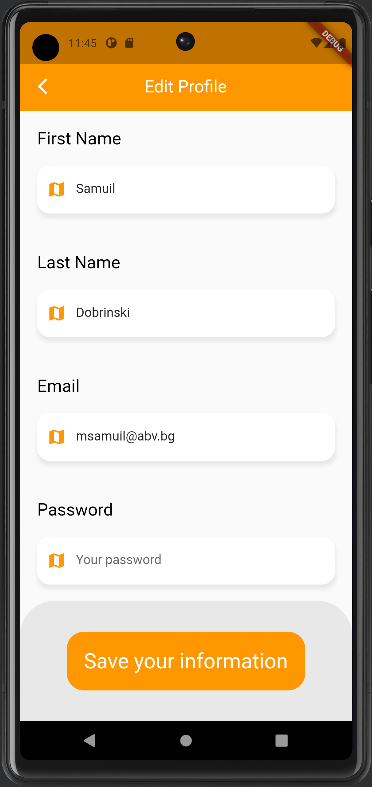 11:45
DEBUG
Edit Profile
First Name
Samuil
Last Name
Dobrinski
Email
msamuil@abv.bg
Password
Your password
Save your information